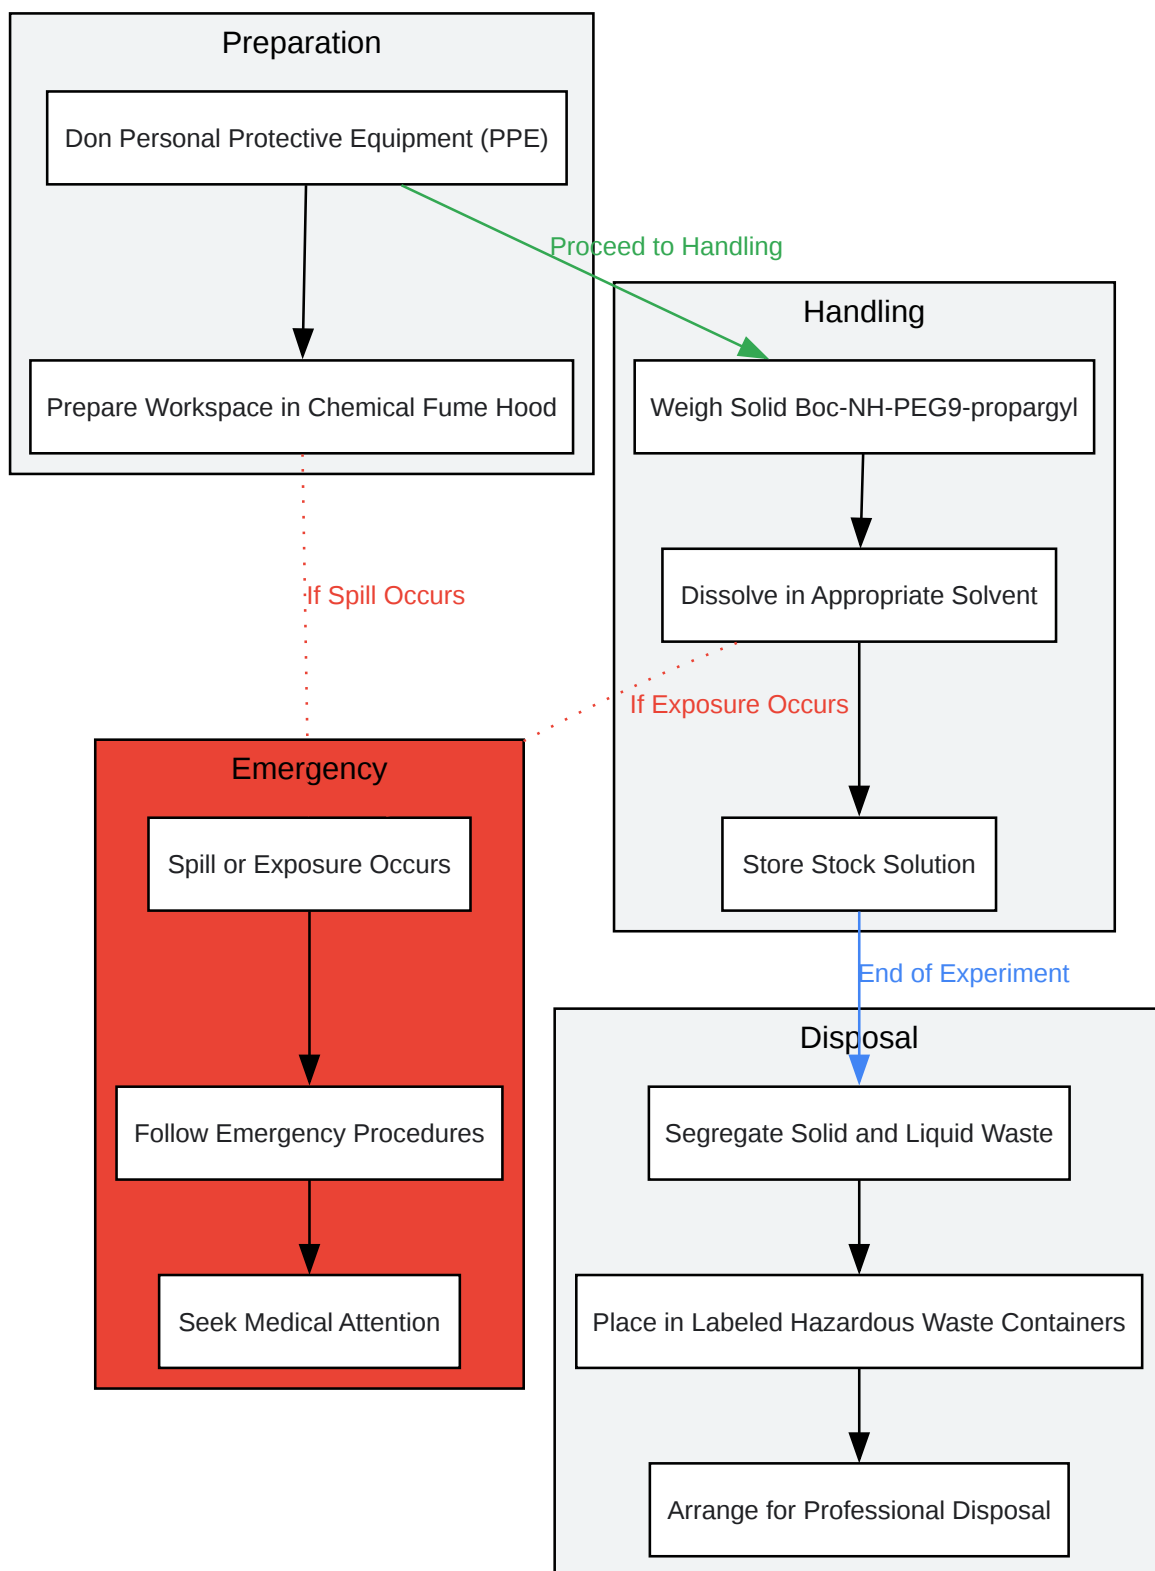 Preparation
Don Personal Protective Equipment (PPE)
Proceed to Handling
Prepare Workspace in Chemical Fume Hood
Handling
Weigh Solid Boc-NH-PEG9-propargyl
Dissolve in Appropriate Solvent
If Spill Occurs
If Exposure Occurs
Store Stock Solution
Emergency
Spill or Exposure Occurs
Follow Emergency Procedures
Seek Medical Attention
End of Experiment
Disposal
Segregate Solid and Liquid Waste
Place in Labeled Hazardous Waste Containers
Arrange for Professional Disposal